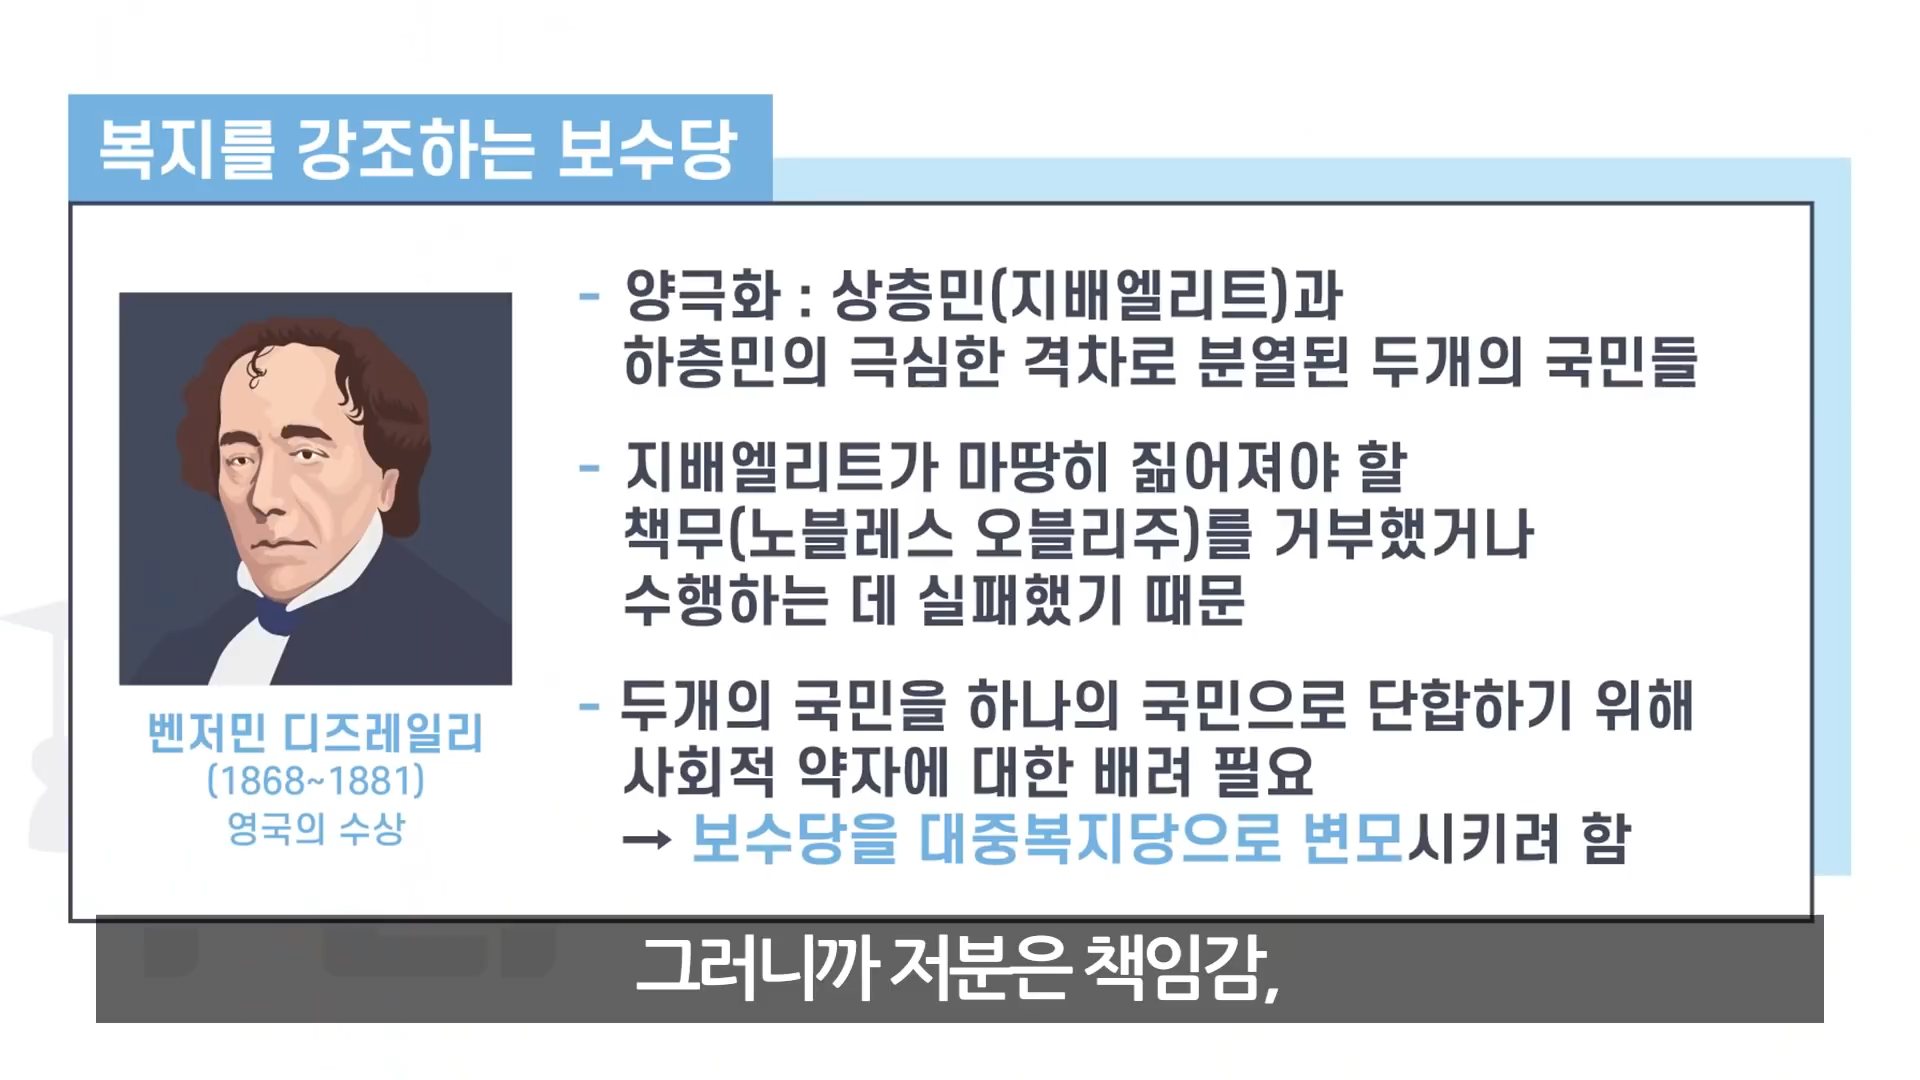 복지를 강조하는 보수당
- 양극화 : 상층민(지배엘리트)과
하층민의 극심한 격차로 분열된 두개의 국민들
- 지배엘리트가 마땅히 짊어져야 할
책무(노블레스 오블리주)를 거부했거나
수행하는 데 실패했기 때문
- 두개의 국민을 하나의 국민으로 단합하기 위해
사회적 약자에 대한 배려 필요
→ 보수당을 대중복지당으로 변모시키려 함
벤저민 디즈레일리
(1868~1881)
영국의 수상
그러니까 저분은 책임감,